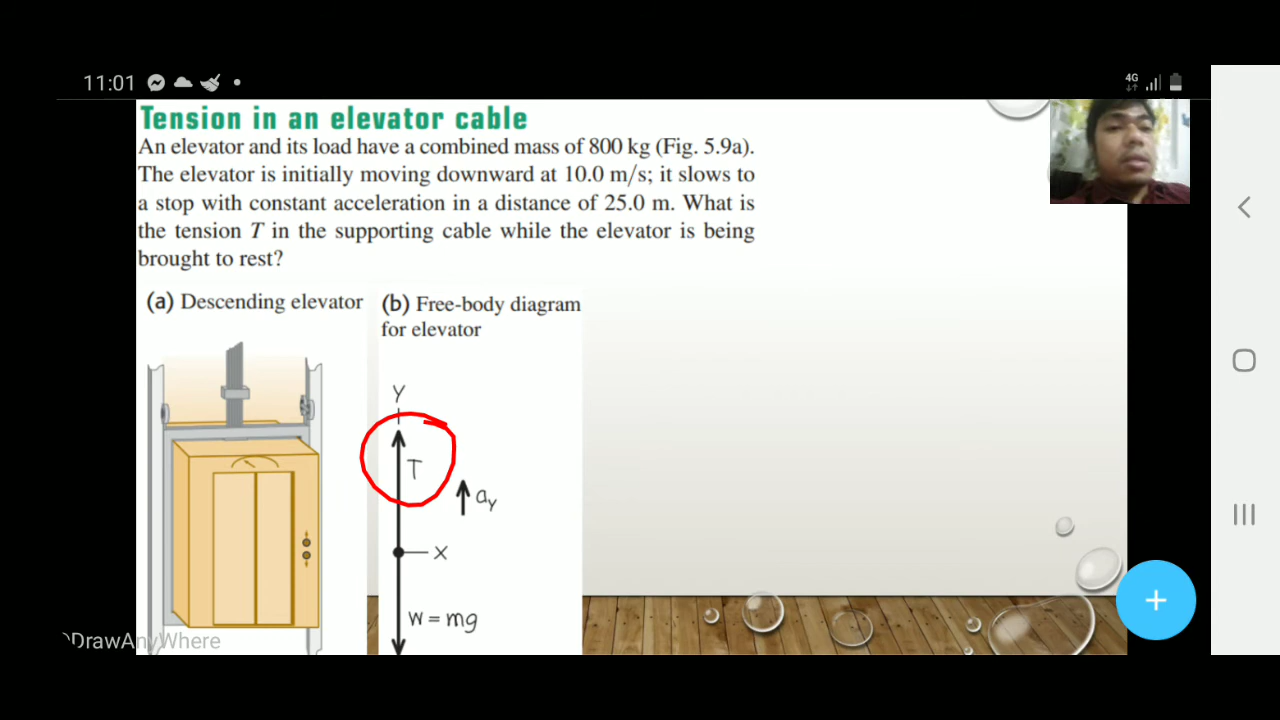 11:01
4G
Tension in an elevator cable
An elevator and its load have a combined mass of 800 kg (Fig. 5.9a).
The elevator is initially moving downward at 10.0 m/s; it slows to
a stop with constant acceleration in a distance of 25.0 m. What is
the tension T in the supporting cable while the elevator is being
brought to rest?
(a) Descending elevator
(b) Free-body diagram
for elevator
y
T
ay
x
w = mg
DrawAnyWhere